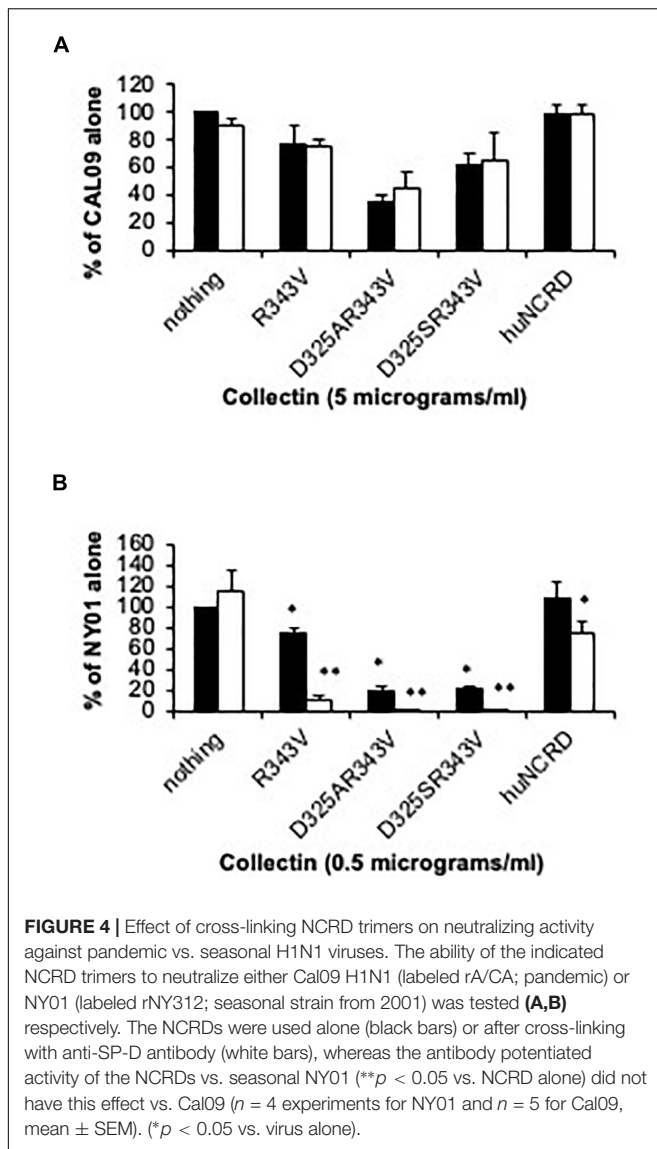 A
% of CAL09 alone
120
100
80
60
40
20
0
nothing
R343V
D325AR343V
D325SR343V
huNCRD
Collectin (5 micrograms/ml)
B
% of NY01 alone
160
140
120
100
80
60
40
20
0
*
**
*
**
*
**
*
nothing
R343V
D325AR343V
D325SR343V
huNCRD
Collectin (0.5 micrograms/ml)
FIGURE 4 | Effect of cross-linking NCRD trimers on neutralizing activity
against pandemic vs. seasonal H1N1 viruses. The ability of the indicated
NCRD trimers to neutralize either Cal09 H1N1 (labeled rA/CA; pandemic) or
NY01 (labeled rNY312; seasonal strain from 2001) was tested (A,B)
respectively. The NCRDs were used alone (black bars) or after cross-linking
with anti-SP-D antibody (white bars), whereas the antibody potentiated
activity of the NCRDs vs. seasonal NY01 (**p < 0.05 vs. NCRD alone) did not
have this effect vs. Cal09 (n = 4 experiments for NY01 and n = 5 for Cal09,
mean ± SEM). (*p < 0.05 vs. virus alone).